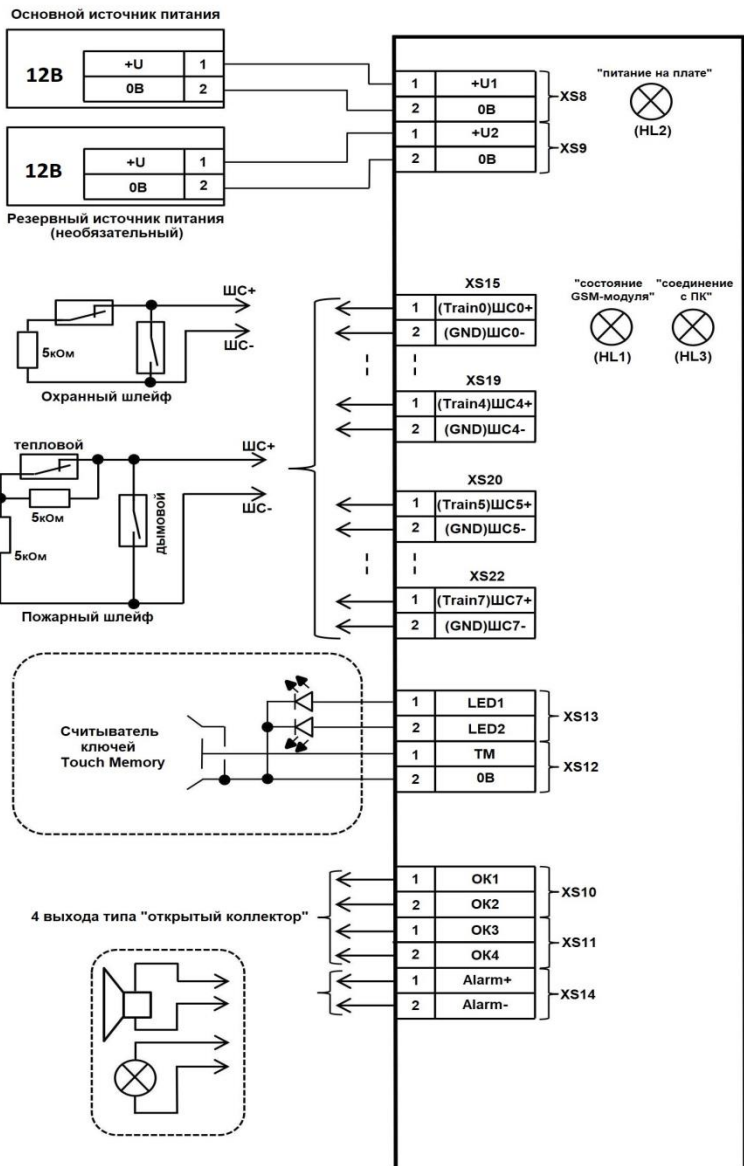 Основной источник питания
12В
+U 1
0В 2
12В
+U 1
0В 2
Резервный источник питания
(необязательный)
1 +U1
2 0В
XS8
1 +U2
2 0В
XS9
"питание на плате"
(HL2)
ШС+
ШС-
5кОм
Охранный шлейф
тепловой
ШС+
ШС-
5кОм
5кОм
дымовой
Пожарный шлейф
XS15
1 (Train0)ШС0+
2 (GND)ШС0-
XS19
1 (Train4)ШС4+
2 (GND)ШС4-
XS20
1 (Train5)ШС5+
2 (GND)ШС5-
XS22
1 (Train7)ШС7+
2 (GND)ШС7-
"состояние
GSM-модуля"
(HL1)
"соединение
с ПК"
(HL3)
Считыватель
ключей
Touch Memory
1 LED1
2 LED2
XS13
1 TM
2 0В
XS12
4 выхода типа "открытый коллектор"
1 ОК1
2 ОК2
XS10
1 ОК3
2 ОК4
XS11
1 Alarm+
2 Alarm-
XS14